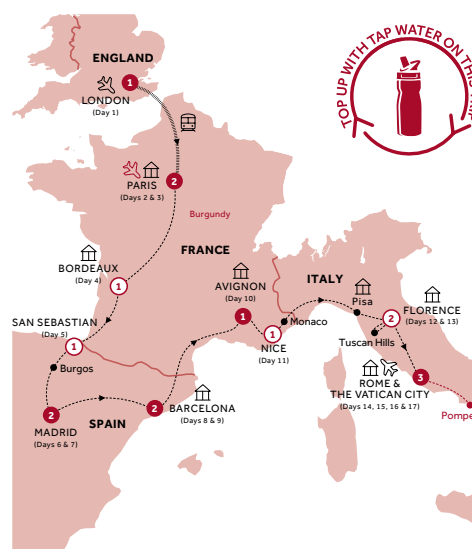 TOP UP WITH TAP WATER ON THIS
ENGLAND
1
LONDON
(Day 1)
2
PARIS
(Days 2 & 3)
Burgundy
FRANCE
BORDEAUX
(Day 4)
1
AVIGNON
(Day 10)
1
ITALY
Pisa
Monaco
1
NICE
(Day 11)
2
FLORENCE
(Days 12 & 13)
Tuscan Hills
SAN SEBASTIAN
(Day 5)
1
Burgos
3
ROME &
THE VATICAN CITY
(Days 14, 15, 16 & 17)
2
MADRID
(Days 6 & 7)
SPAIN
2
BARCELONA
(Days 8 & 9)
Pompe